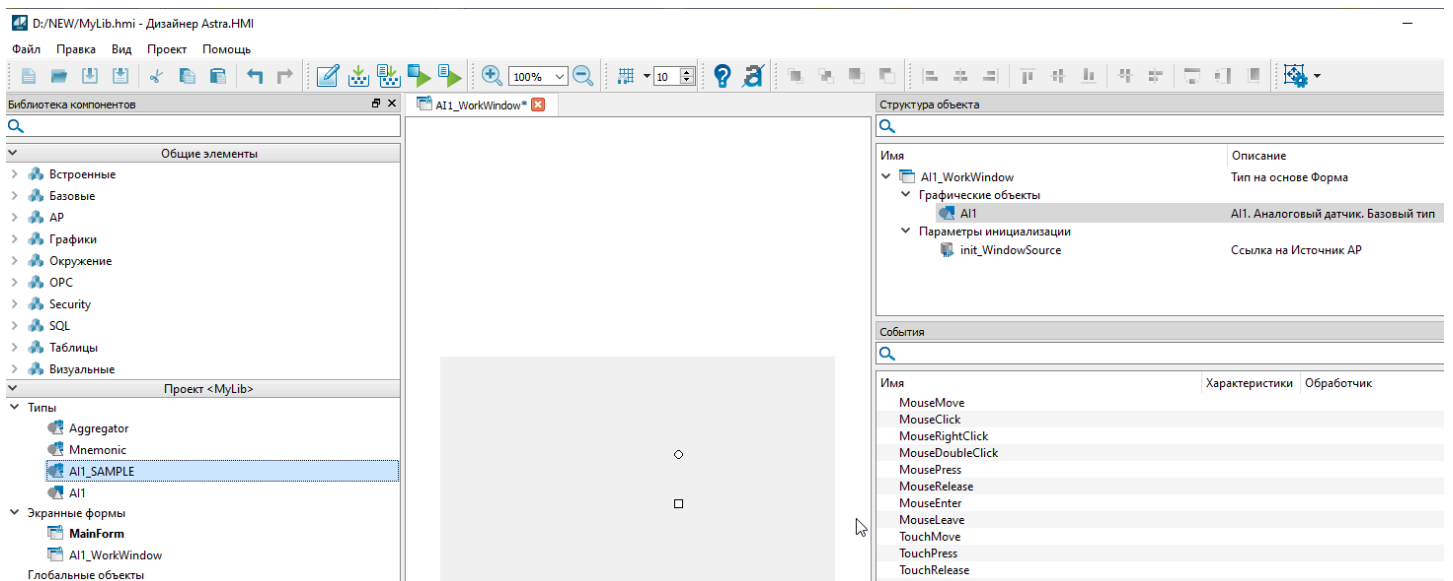 D:/NEW/MyLib.hmi - Дизайнер Astra.HMI
Файл Правка Вид Проект Помощь
100% 10
Библиотека компонентов
Общие элементы
Встроенные
Базовые
AP
Графики
Окружение
OPC
Security
SQL
Таблицы
Визуальные
Проект <MyLib>
Типы
Aggregator
Mnemonic
AI1_SAMPLE
AI1
Экранные формы
MainForm
AI1_WorkWindow
Глобальные объекты
AI1_WorkWindow*
Структура объекта
Имя Описание
AI1_WorkWindow Тип на основе Форма
Графические объекты
AI1 AI1. Аналоговый датчик. Базовый тип
Параметры инициализации
init_WindowSource Ссылка на Источник АР
События
Имя Характеристики Обработчик
MouseMove
MouseClick
MouseRightClick
MouseDoubleClick
MousePress
MouseRelease
MouseEnter
MouseLeave
TouchMove
TouchPress
TouchRelease